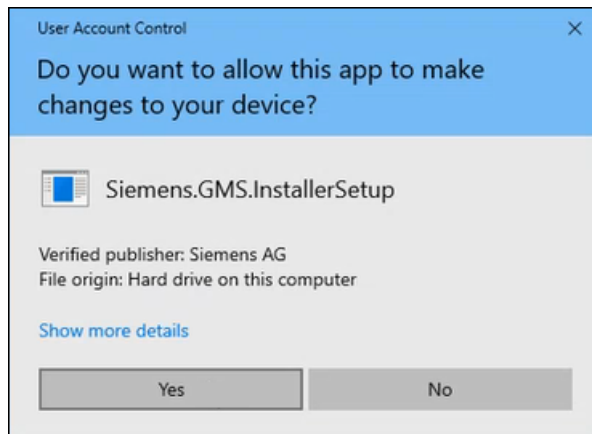 User Account Control
Do you want to allow this app to make
changes to your device?
Siemens.GMS.InstallerSetup
Verified publisher: Siemens AG
File origin: Hard drive on this computer
Show more details
Yes
No